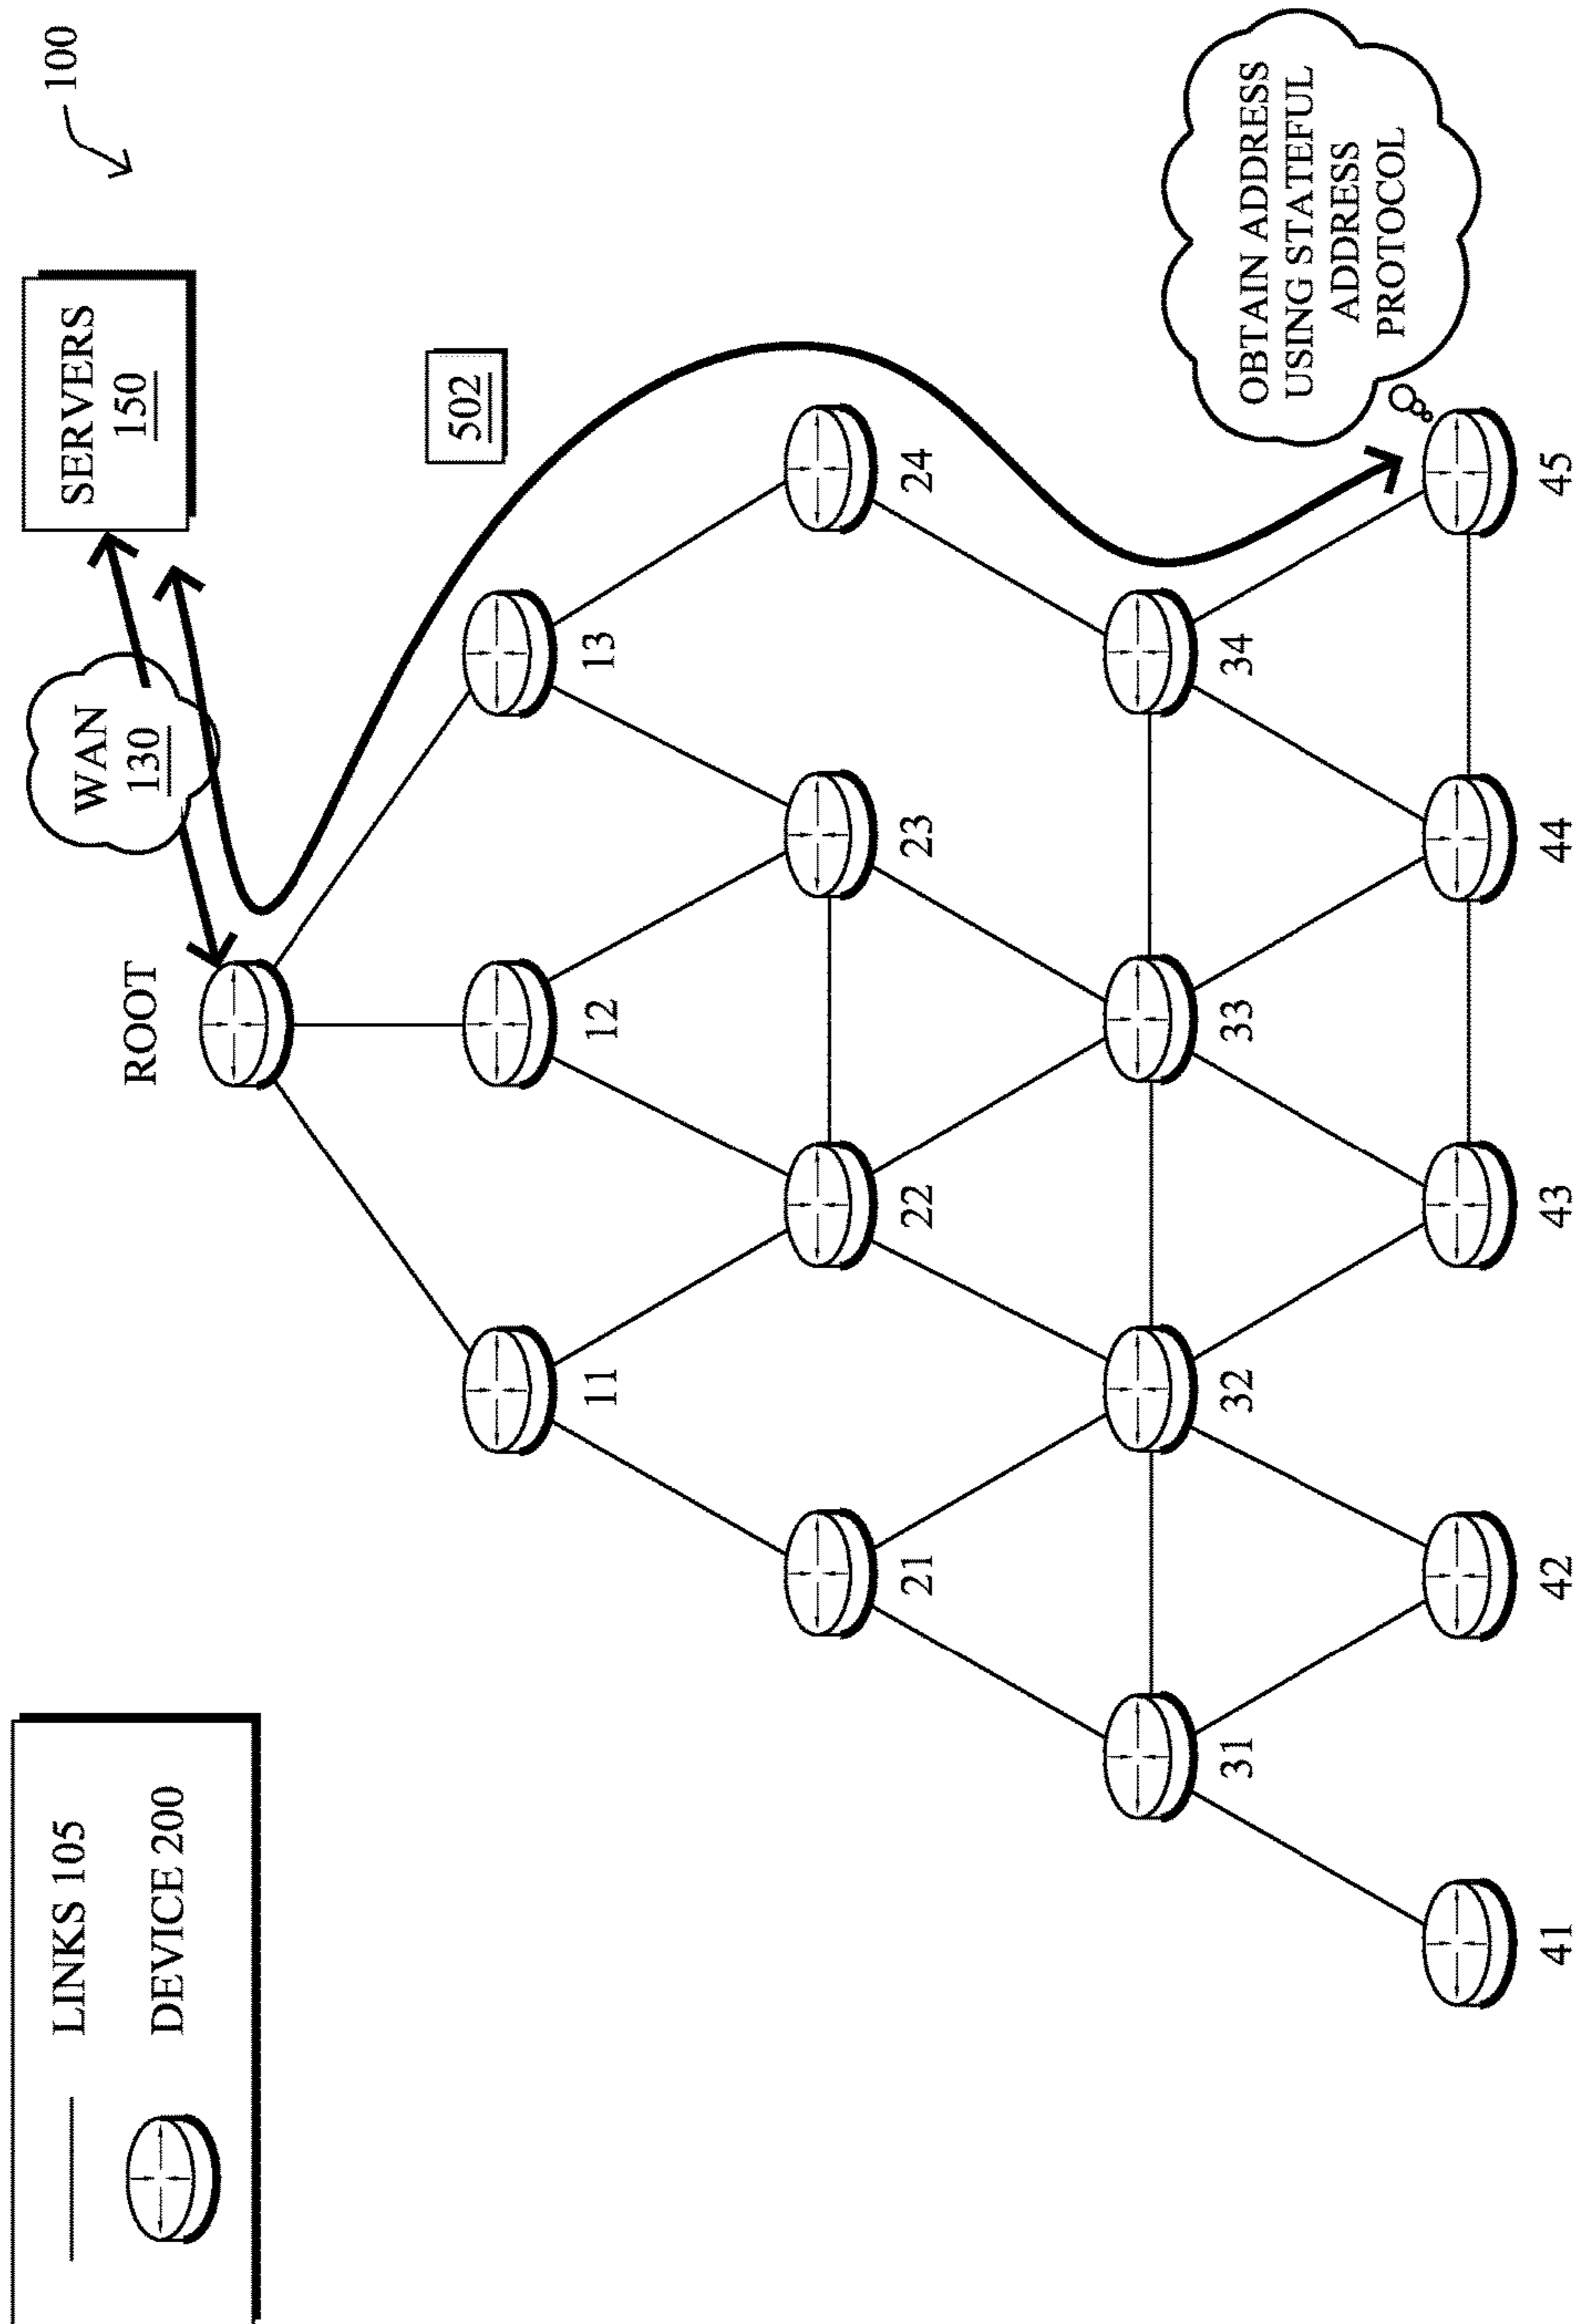 LINKS 105
DEVICE 200
100
SERVERS
150
WAN
130
ROOT
502
11
12
13
21
22
23
24
31
32
33
34
41
42
43
44
45
OBTAIN ADDRESS
USING STATEFUL
ADDRESS
PROTOCOL